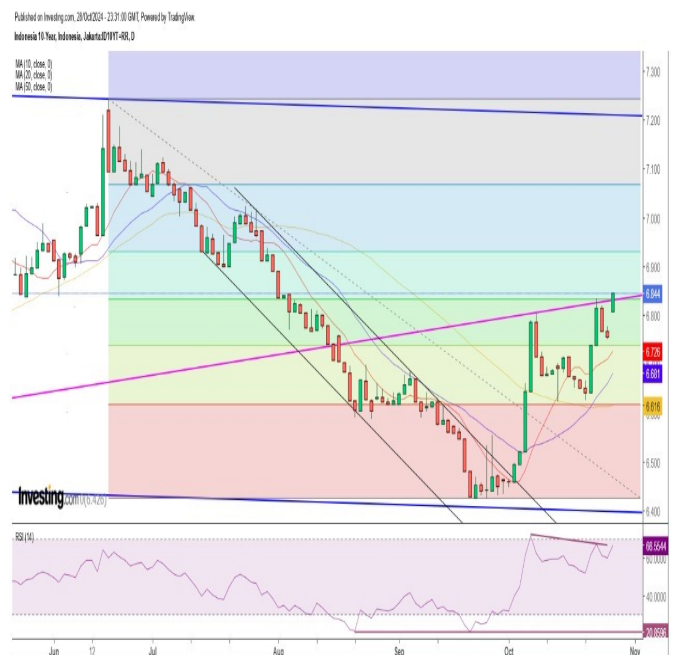 Published on Investing.com, 28/Oct/2024 - 23:31:00 GMT, Powered by TradingView.
Indonesia 10-Year, Indonesia, Jakarta:ID10YT=RR, D
MA (10, close, 0)
MA (20, close, 0)
MA (50, close, 0)
7.300
7.200
7.100
7.000
6.900
6.844
6.800
6.726
6.681
6.616
6.500
6.400
Investing.com
0(6.426)
RSI (14)
66.5544
60.0000
40.0000
20.8596
Jun
12
Jul
Aug
Sep
Oct
Nov